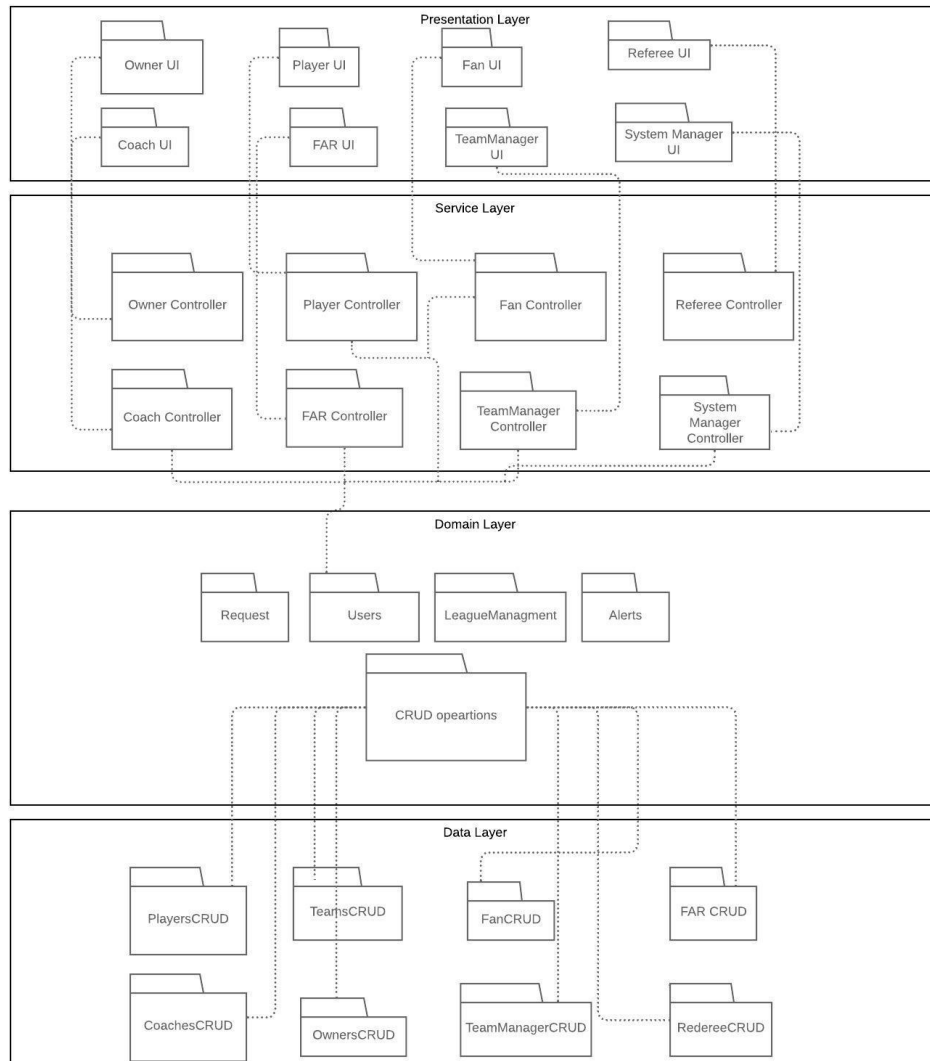 Presentation Layer
Owner UI
Player UI
Fan UI
Referee UI
Coach UI
FAR UI
TeamManager
UI
System Manager
UI
Service Layer
Owner Controller
Player Controller
Fan Controller
Referee Controller
Coach Controller
FAR Controller
TeamManager
Controller
System
Manager
Controller
Domain Layer
Request
Users
LeagueManagment
Alerts
CRUD opeartions
Data Layer
PlayersCRUD
TeamsCRUD
FanCRUD
FAR CRUD
CoachesCRUD
OwnersCRUD
TeamManagerCRUD
RedereeCRUD